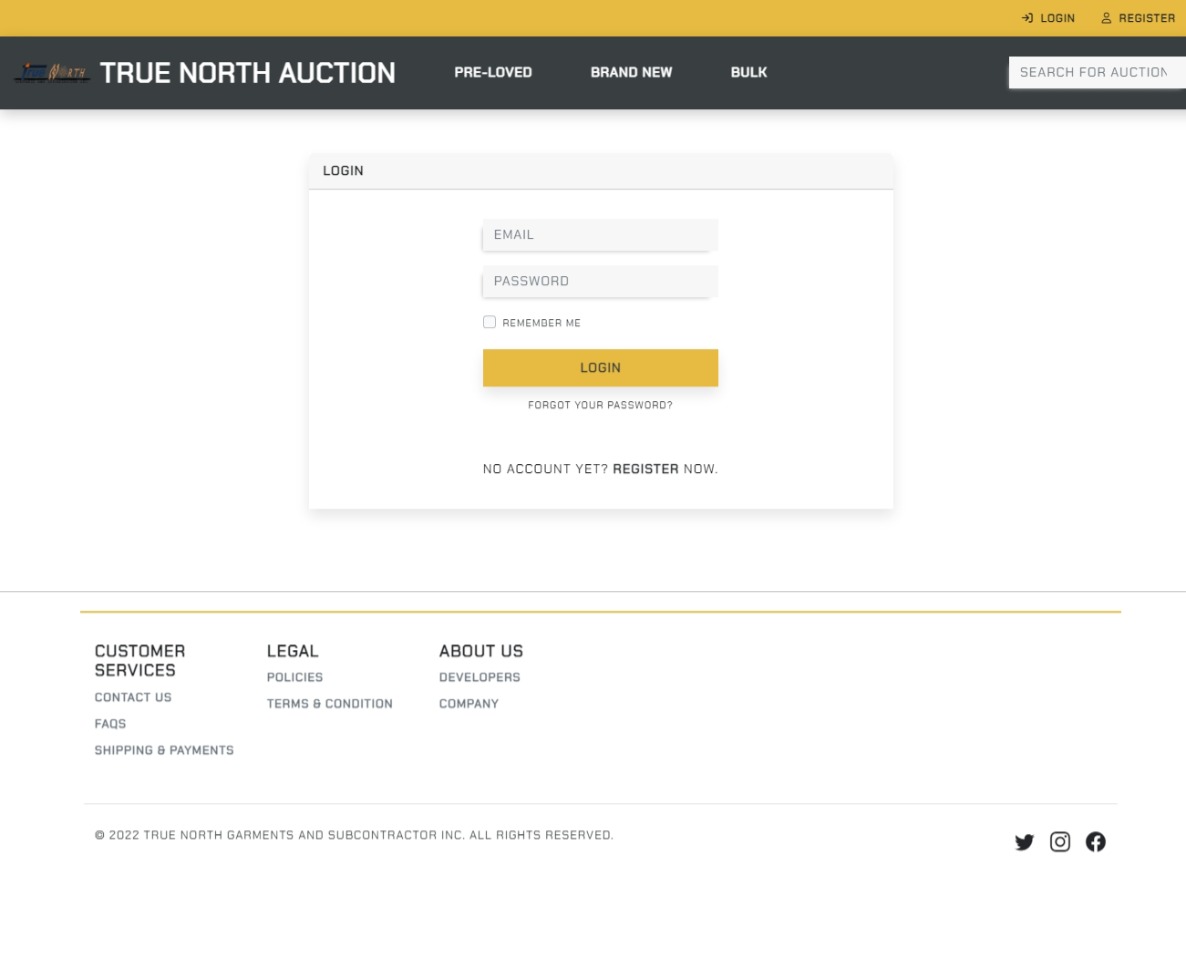 LOGIN REGISTER
True North TRUE NORTH AUCTION PRE-LOVED BRAND NEW BULK SEARCH FOR AUCTION
LOGIN
EMAIL
PASSWORD
REMEMBER ME
LOGIN
FORGOT YOUR PASSWORD?
NO ACCOUNT YET? REGISTER NOW.
CUSTOMER
SERVICES
CONTACT US
FAQS
SHIPPING & PAYMENTS
LEGAL
POLICIES
TERMS & CONDITION
ABOUT US
DEVELOPERS
COMPANY
© 2022 TRUE NORTH GARMENTS AND SUBCONTRACTOR INC. ALL RIGHTS RESERVED.